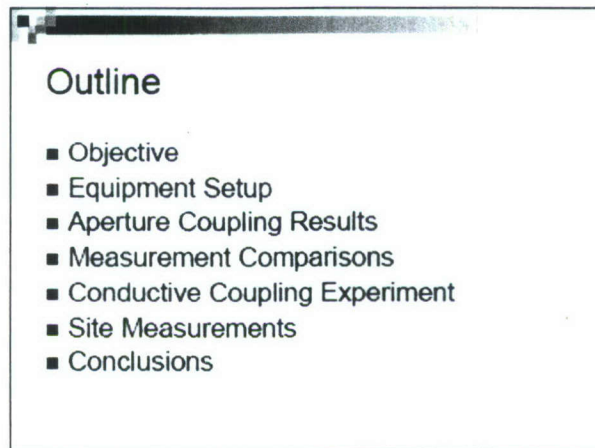 Outline
■ Objective
■ Equipment Setup
■ Aperture Coupling Results
■ Measurement Comparisons
■ Conductive Coupling Experiment
■ Site Measurements
■ Conclusions